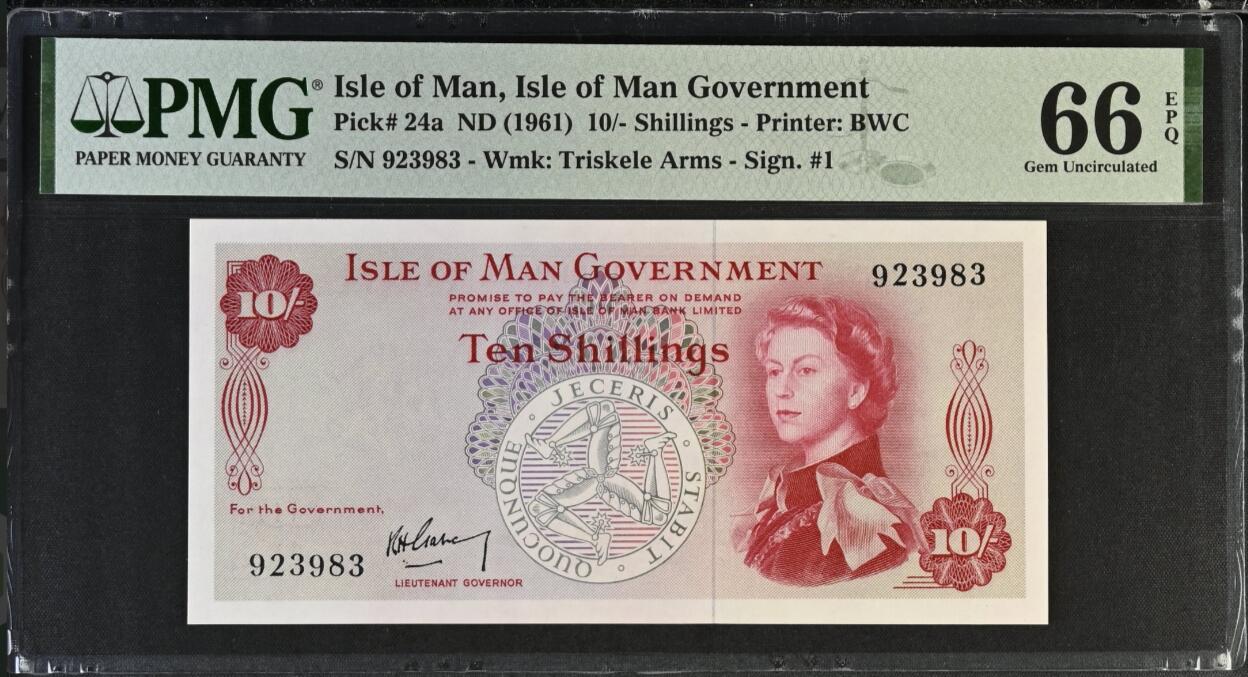 PMG®
PAPER MONEY GUARANTY
Isle of Man, Isle of Man Government
Pick# 24a ND (1961) 10/- Shillings - Printer: BWC
S/N 923983 - Wmk: Triskele Arms - Sign. #1
66
EPQ
Gem Uncirculated
10/-
ISLE OF MAN GOVERNMENT
923983
PROMISE TO PAY THE BEARER ON DEMAND
AT ANY OFFICE OF ISLE OF MAN BANK LIMITED
Ten Shillings
QUOCUNQUE · JECERIS · STABIT ·
For the Government,
923983
LIEUTENANT GOVERNOR
10/-